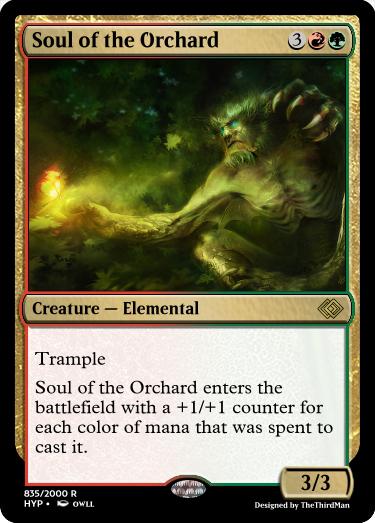 Soul of the Orchard 3
Creature — Elemental
Trample
Soul of the Orchard enters the
battlefield with a +1/+1 counter for
each color of mana that was spent to
cast it.
3/3
835/2000 R
HYP • OWLL
Designed by TheThirdMan